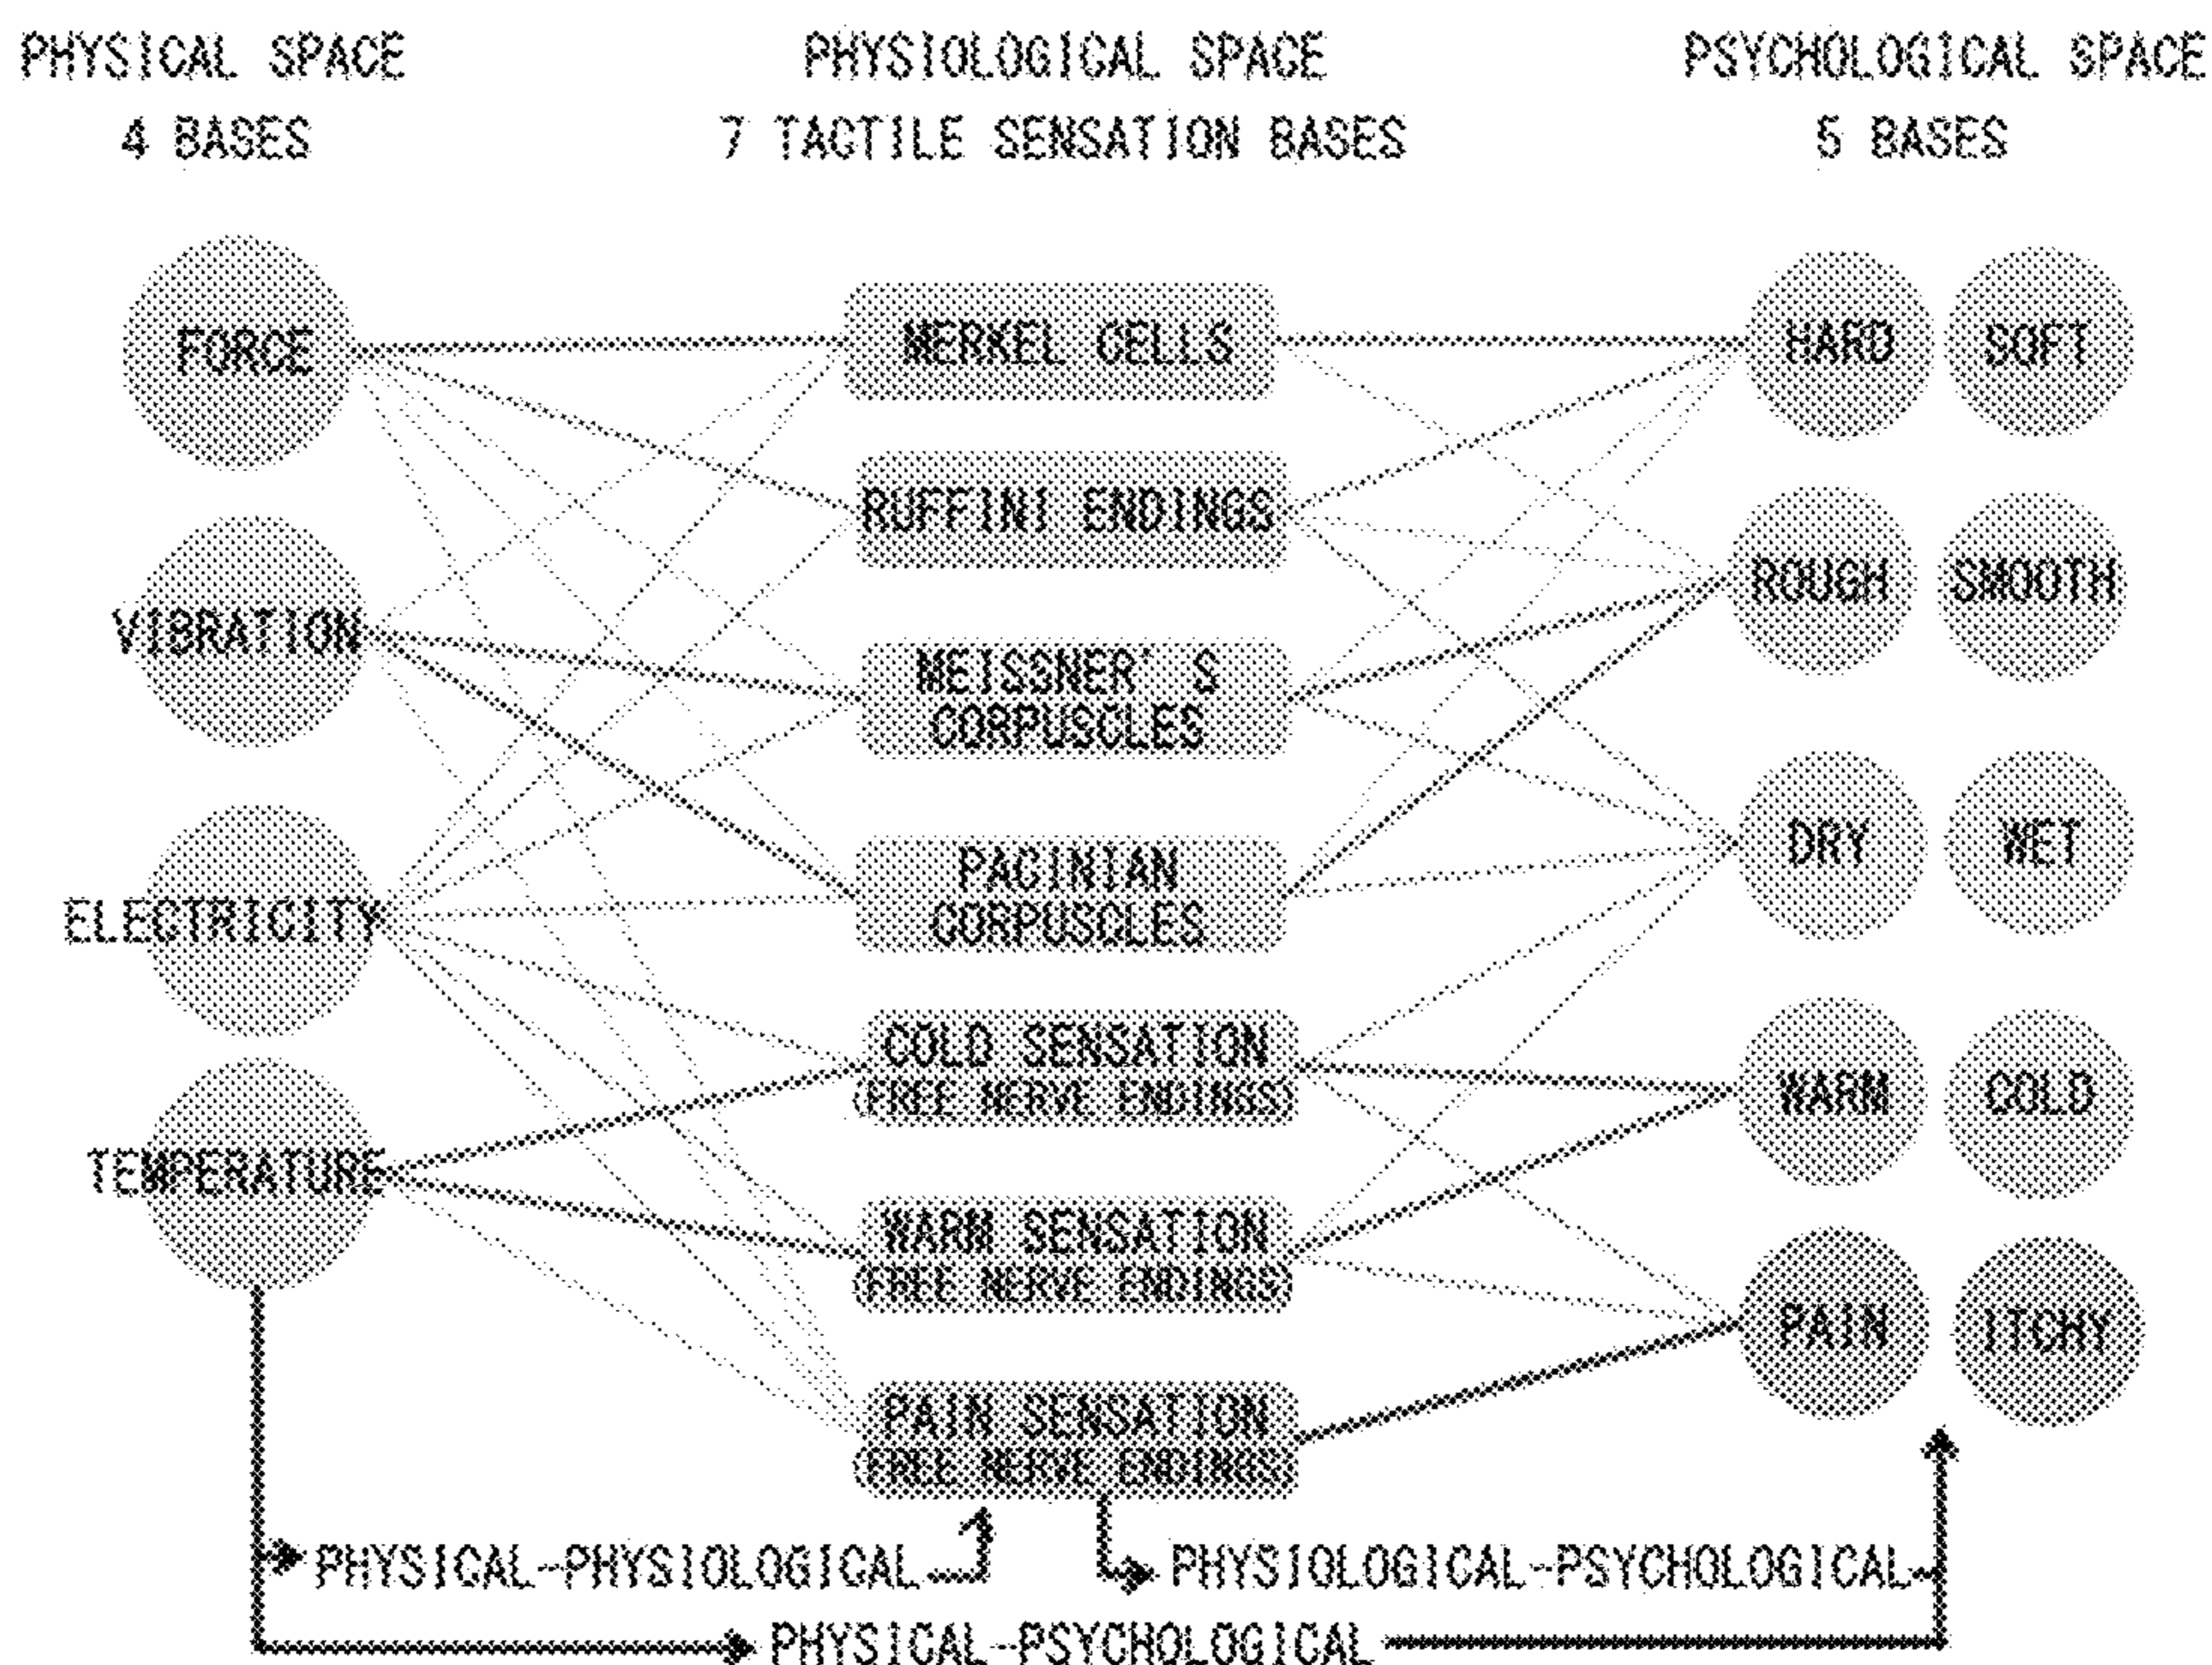 PHYSICAL SPACE
4 BASES
PHYSIOLOGICAL SPACE
7 TACTILE SENSATION BASES
PSYCHOLOGICAL SPACE
5 BASES
FORCE
VIBRATION
ELECTRICITY
TEMPERATURE
MERKEL CELLS
RUFFINI ENDINGS
MEISSNER' S
CORPUSCLES
PACINIAN
CORPUSCLES
COLD SENSATION
FREE NERVE ENDINGS
WARM SENSATION
FREE NERVE ENDINGS
PAIN SENSATION
FREE NERVE ENDINGS
HARD SOFT
ROUGH SMOOTH
DRY WET
WARM COLD
PAIN ITCHY
PHYSICAL-PHYSIOLOGICAL
PHYSIOLOGICAL-PSYCHOLOGICAL
PHYSICAL-PSYCHOLOGICAL